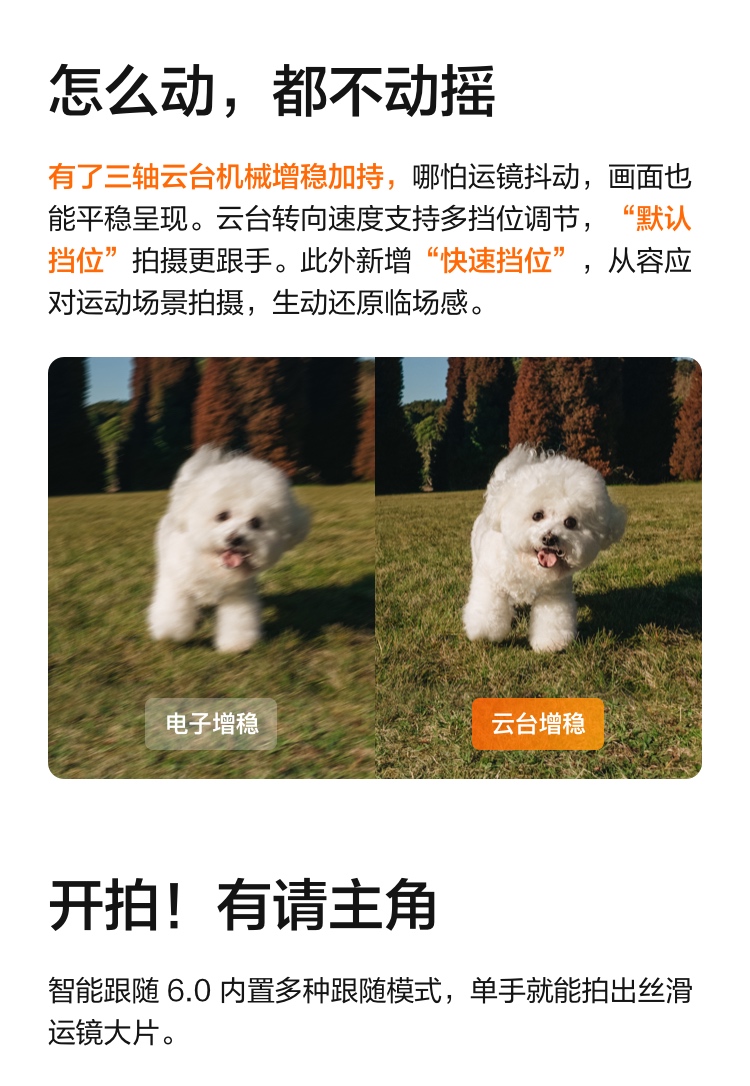 怎么动，都不动摇
有了三轴云台机械增稳加持，哪怕运镜抖动，画面也
能平稳呈现。云台转向速度支持多挡位调节，“默认
挡位”拍摄更跟手。此外新增“快速挡位”，从容应
对运动场景拍摄，生动还原临场感。
电子增稳
云台增稳
开拍！有请主角
智能跟随 6.0 内置多种跟随模式，单手就能拍出丝滑
运镜大片。